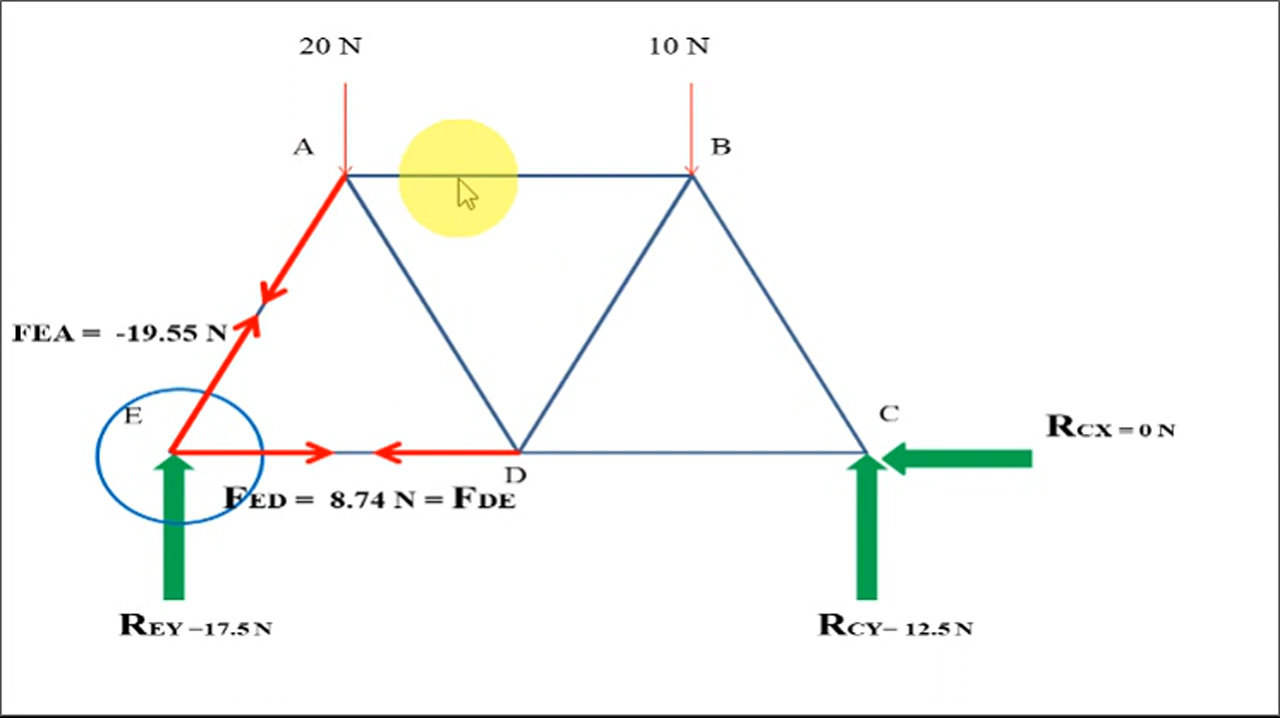 20 N
10 N
A
B
FEA = -19.55 N
E
C
RCX = 0 N
D
FED = 8.74 N = FDE
REY =17.5 N
RCY= 12.5 N